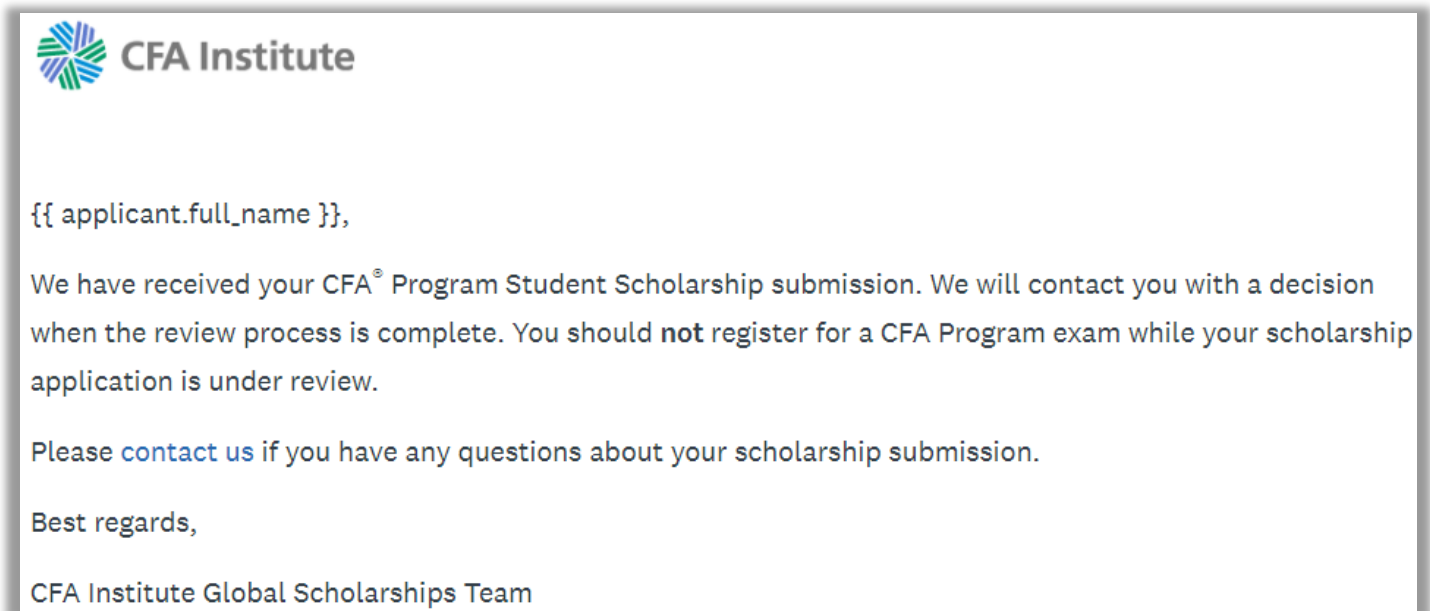 CFA Institute
{{ applicant.full_name }},
We have received your CFA® Program Student Scholarship submission. We will contact you with a decision
when the review process is complete. You should not register for a CFA Program exam while your scholarship
application is under review.
Please contact us if you have any questions about your scholarship submission.
Best regards,
CFA Institute Global Scholarships Team